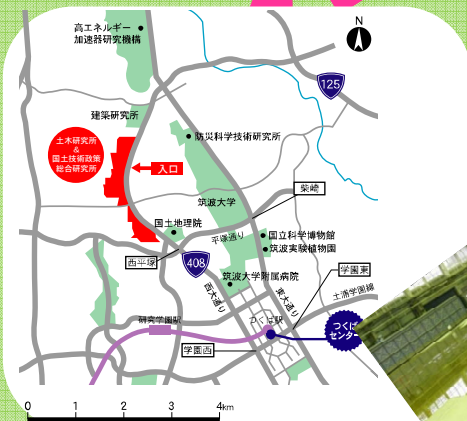 高エネルギー
加速器研究機構
N
125
建築研究所
防災科学技術研究所
土木研究所
&
国土技術政策
総合研究所
入口
筑波大学
柴崎
国土地理院
平塚通り
国立科学博物館
筑波実験植物園
西平塚
408
筑波大学附属病院
学園東
西大通り
東大通り
土浦学園線
研究学園駅
つくば駅
つくば
センター
学園西
0 1 2 3 4km